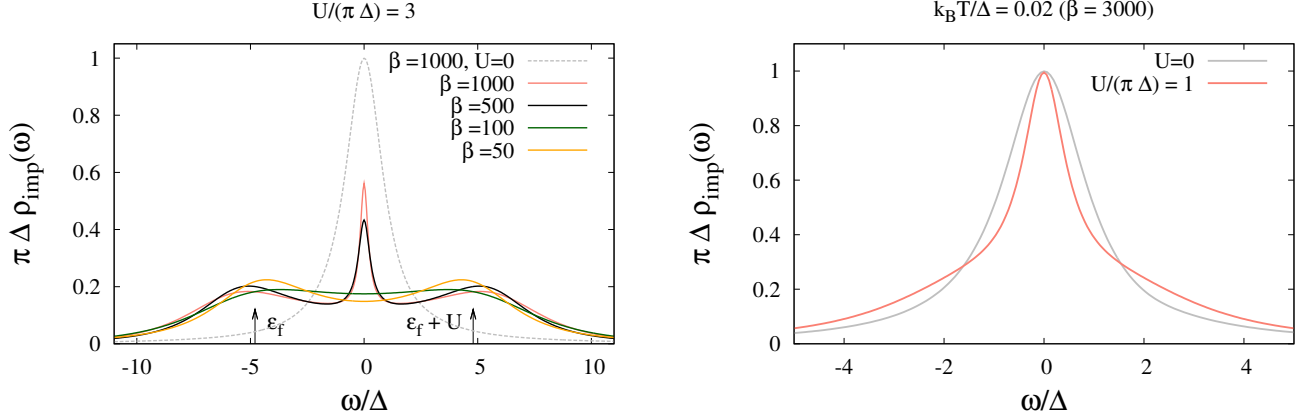 U/(π Δ) = 3
π Δ ρimp(ω)
1
0.8
0.6
0.4
0.2
0
β =1000, U=0
β =1000
β =500
β =100
β =50
εf
εf + U
-10
-5
0
5
10
ω/Δ
kBT/Δ = 0.02 (β = 3000)
π Δ ρimp(ω)
1
0.8
0.6
0.4
0.2
0
U=0
U/(π Δ) = 1
-4
-2
0
2
4
ω/Δ